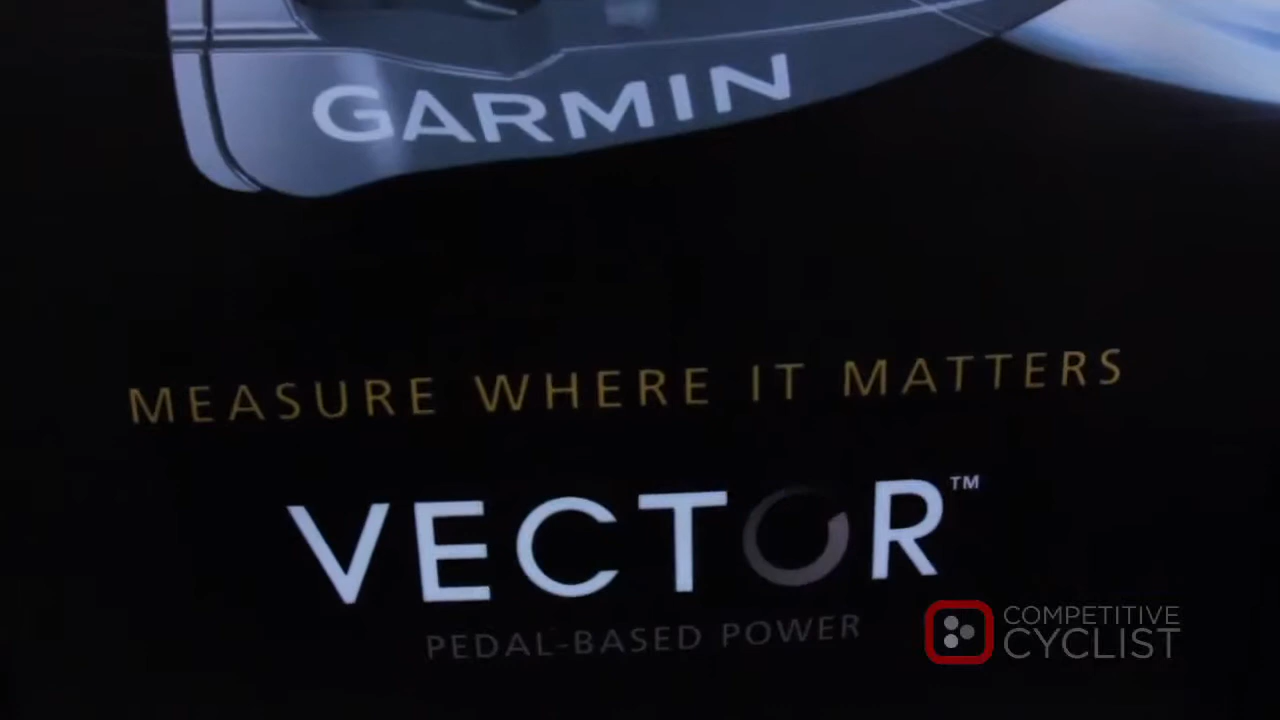 GARMIN
MEASURE WHERE IT MATTERS
VECTOR™
PEDAL-BASED POWER
COMPETITIVE
CYCLIST